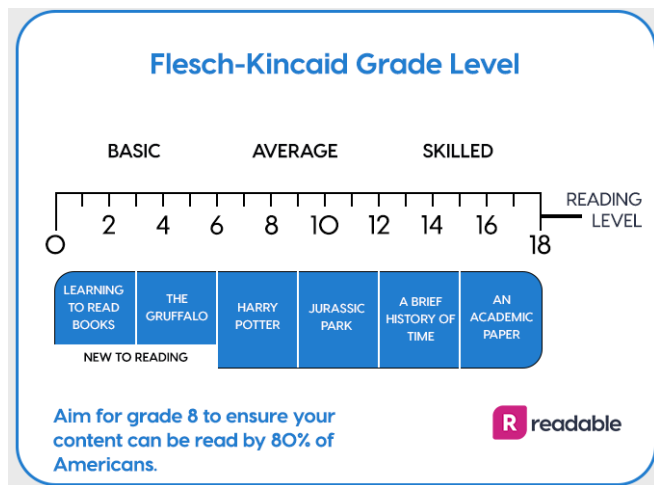 Flesch-Kincaid Grade Level
BASIC AVERAGE SKILLED
0 2 4 6 8 10 12 14 16 18
READING
LEVEL
LEARNING
TO READ
BOOKS
THE
GRUFFALO
HARRY
POTTER
JURASSIC
PARK
A BRIEF
HISTORY OF
TIME
AN
ACADEMIC
PAPER
NEW TO READING
Aim for grade 8 to ensure your
content can be read by 80% of
Americans.
R readable